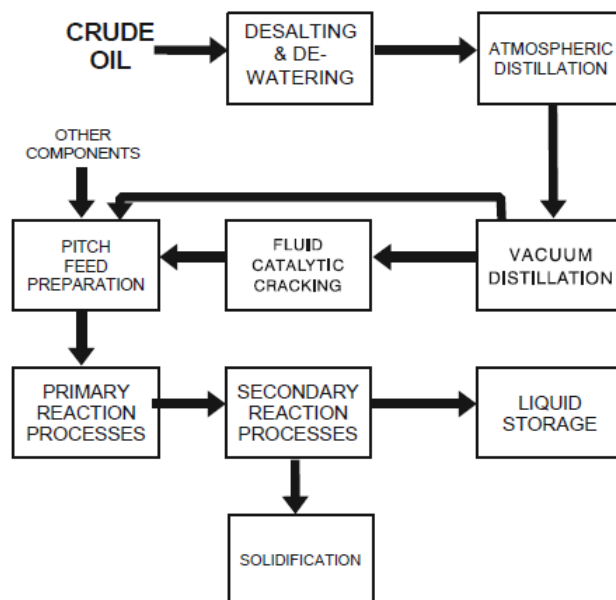 CRUDE
OIL
DESALTING
& DE-
WATERING
ATMOSPHERIC
DISTILLATION
OTHER
COMPONENTS
PITCH
FEED
PREPARATION
FLUID
CATALYTIC
CRACKING
VACUUM
DISTILLATION
PRIMARY
REACTION
PROCESSES
SECONDARY
REACTION
PROCESSES
LIQUID
STORAGE
SOLIDIFICATION